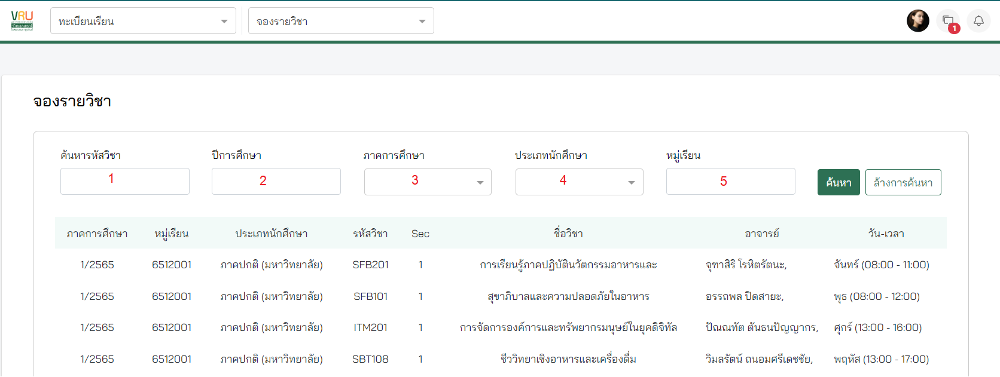 VRU
ทะเบียนเรียน
จองรายวิชา
1
จองรายวิชา
ค้นหารหัสวิชา ปีการศึกษา ภาคการศึกษา ประเภทนักศึกษา หมู่เรียน
1 2 3 4 5 ค้นหา ล้างการค้นหา
ภาคการศึกษา หมู่เรียน ประเภทนักศึกษา รหัสวิชา Sec ชื่อวิชา อาจารย์ วัน-เวลา
1/2565 6512001 ภาคปกติ (มหาวิทยาลัย) SFB201 1 การเรียนรู้ภาคปฏิบัตินวัตกรรมอาหารและ จุฑาสิริ โรหิตรัตนะ, จันทร์ (08:00 - 11:00)
1/2565 6512001 ภาคปกติ (มหาวิทยาลัย) SFB101 1 สุขาภิบาลและความปลอดภัยในอาหาร อรรถพล ปิดสายะ, พุธ (08:00 - 12:00)
1/2565 6512001 ภาคปกติ (มหาวิทยาลัย) ITM201 1 การจัดการองค์การและทรัพยากรมนุษย์ในยุคดิจิทัล ปัณณทัต ตันธนปัญญากร, ศุกร์ (13:00 - 16:00)
1/2565 6512001 ภาคปกติ (มหาวิทยาลัย) SBT108 1 ชีววิทยาเชิงอาหารและเครื่องดื่ม วิมลรัตน์ ถนอมศรีเดชชัย, พฤหัส (13:00 - 17:00)